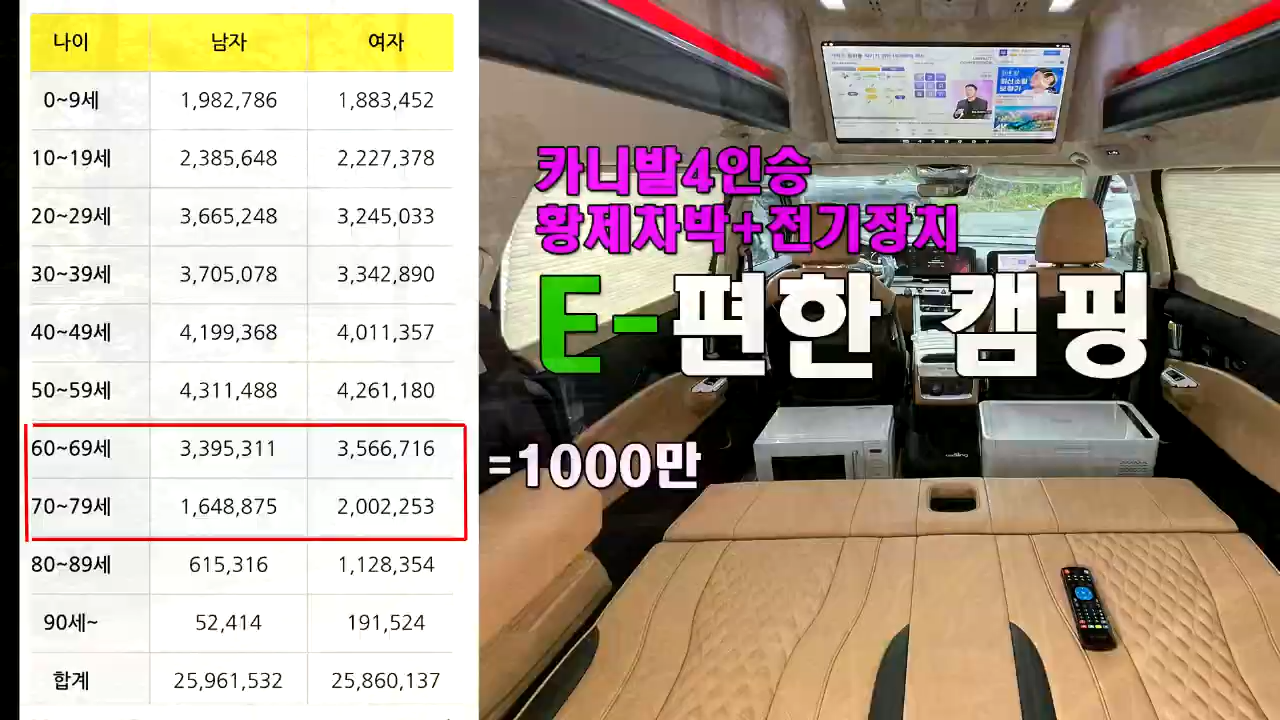 나이 남자 여자
0~9세 1,982,786 1,883,452
10~19세 2,385,648 2,227,378
20~29세 3,665,248 3,245,033
30~39세 3,701,078 3,342,890
40~49세 4,199,368 4,011,357
50~59세 4,311,488 4,261,180
60~69세 3,395,311 3,566,716
70~79세 1,648,875 2,002,253
80~89세 615,316 1,128,354
90세~ 52,414 191,524
합계 25,961,532 25,860,137
카니발4인승
황제차박+전기장치
E-편한 캠핑
=1000만